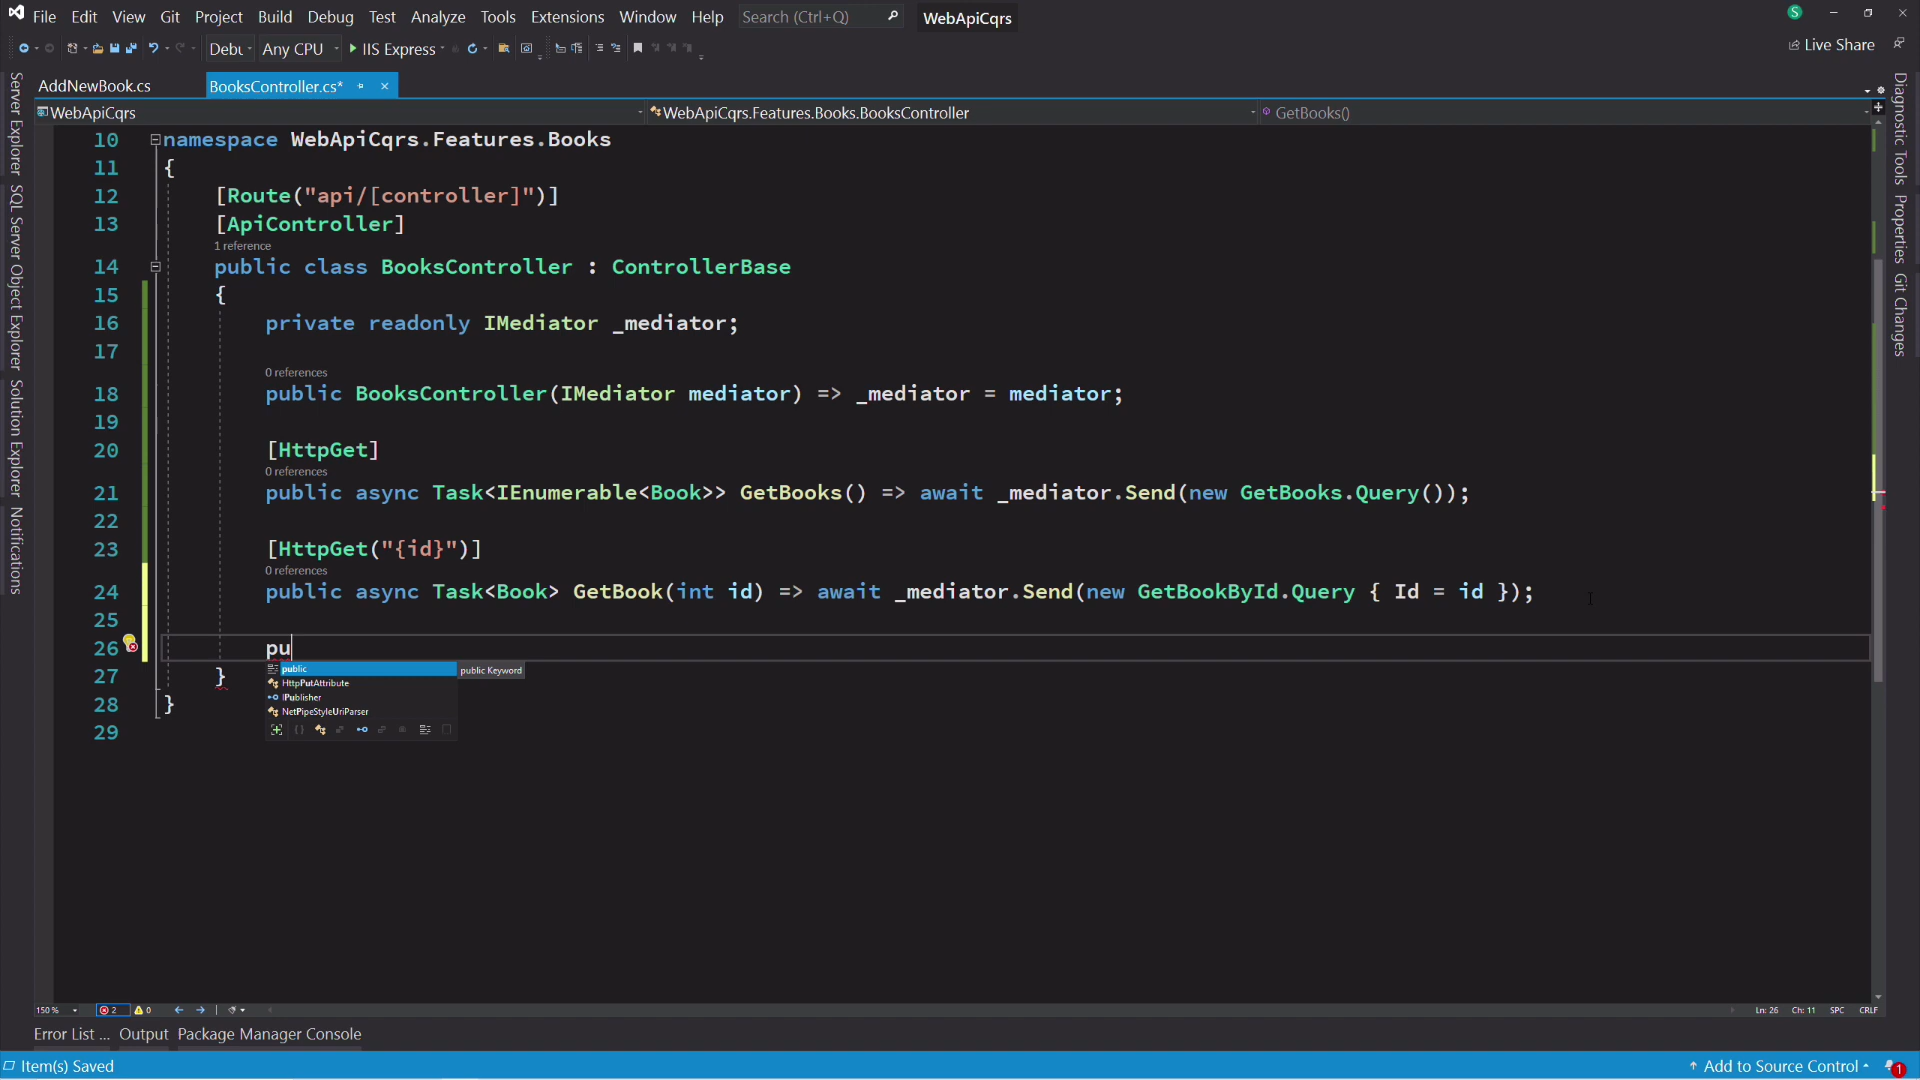 File Edit View Git Project Build Debug Test Analyze Tools Extensions Window Help Search (Ctrl+Q) WebApiCqrs S
Debu Any CPU IIS Express Live Share
AddNewBook.cs BooksController.cs*
WebApiCqrs WebApiCqrs.Features.Books.BooksController GetBooks()
Server Explorer
SQL Server Object Explorer
Solution Explorer
Notifications
10 namespace WebApiCqrs.Features.Books
11 {
12 [Route("api/[controller]")]
13 [ApiController]
1 reference
14 public class BooksController : ControllerBase
15 {
16 private readonly IMediator _mediator;
17
0 references
18 public BooksController(IMediator mediator) => _mediator = mediator;
19
20 [HttpGet]
0 references
21 public async Task<IEnumerable<Book>> GetBooks() => await _mediator.Send(new GetBooks.Query());
22
23 [HttpGet("{id}")]
0 references
24 public async Task<Book> GetBook(int id) => await _mediator.Send(new GetBookById.Query { Id = id });
25
26 pu
public public Keyword
HttpPutAttribute
IPublisher
NetPipeStyleUriParser
27 }
28 }
29
Diagnostic Tools
Properties
Git Changes
150 % 2 0 Ln: 26 Ch: 11 SPC CRLF
Error List ... Output Package Manager Console
Item(s) Saved Add to Source Control 1